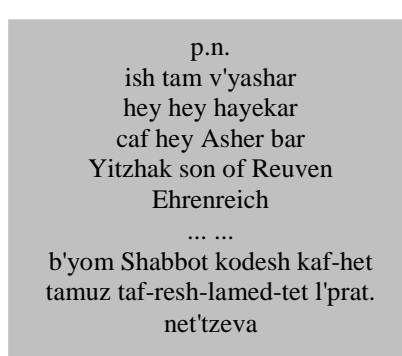 p.n.
ish tam v'yashar
hey hey hayekar
caf hey Asher bar
Yitzhak son of Reuven
Ehrenreich
... ...
b'yom Shabbot kodesh kaf-het
tamuz taf-resh-lamed-tet l'prat.
net'tzeva